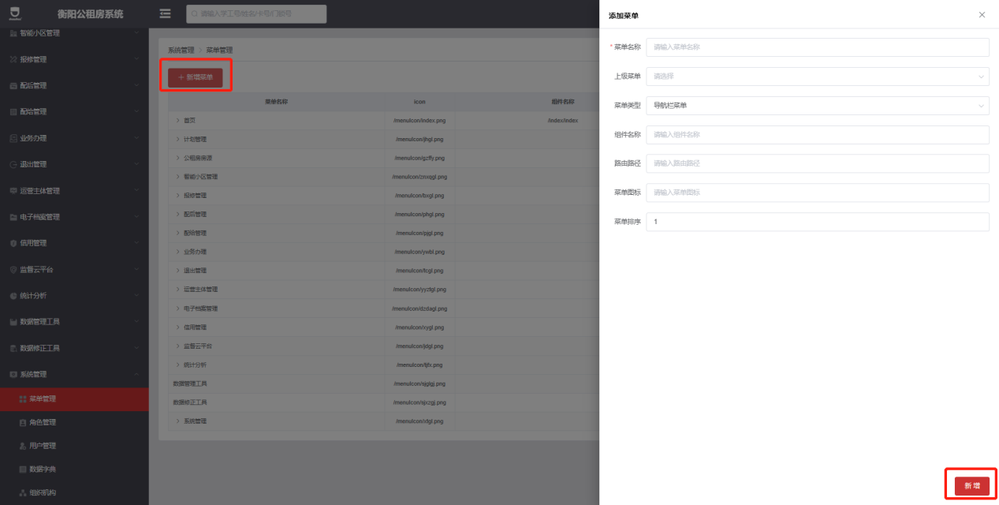 衡阳公租房系统
请输入字工号/姓名/卡号/门锁号
智能小区管理
报修管理
配后管理
配给管理
业务办理
退出管理
运营主体管理
电子档案管理
信用管理
监督云平台
统计分析
数据管理工具
数据修正工具
系统管理
菜单管理
角色管理
用户管理
数据字典
组织机构
系统管理 > 菜单管理
+ 新增菜单
菜单名称 icon 组件名称
首页 /menuIcon/index.png /index/index
计划管理 /menuIcon/jhgl.png
公租房房源 /menuIcon/gzffy.png
智能小区管理 /menuIcon/znxqgl.png
报修管理 /menuIcon/bxgl.png
配后管理 /menuIcon/phgl.png
配给管理 /menuIcon/pjgl.png
业务办理 /menuIcon/ywbl.png
退出管理 /menuIcon/tcgl.png
运营主体管理 /menuIcon/yyztgl.png
电子档案管理 /menuIcon/dzdagl.png
信用管理 /menuIcon/xygl.png
监督云平台 /menuIcon/jdgl.png
统计分析 /menuIcon/tjfx.png
数据管理工具 /menuIcon/sjglgj.png
数据修正工具 /menuIcon/sjxzgj.png
系统管理 /menuIcon/xtgl.png
添加菜单
* 菜单名称 请输入菜单名称
上级菜单 请选择
菜单类型 导航栏菜单
组件名称 请输入组件名称
路由路径 请输入路由路径
菜单图标 请输入菜单图标
菜单排序 1
新增